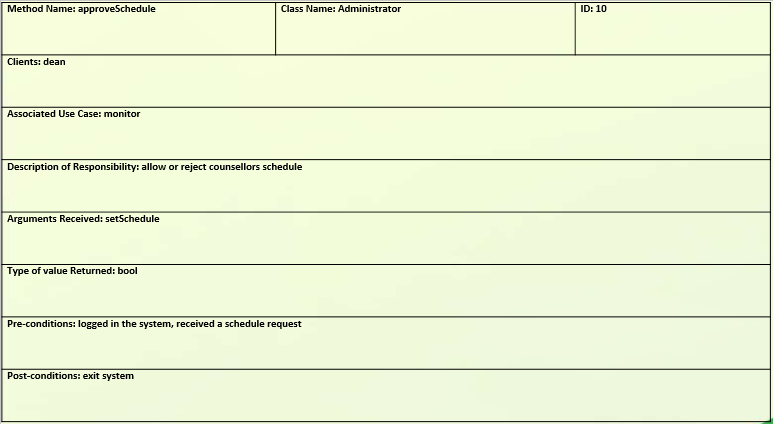 Method Name: approveSchedule
Class Name: Administrator
ID: 10
Clients: dean
Associated Use Case: monitor
Description of Responsibility: allow or reject counsellors schedule
Arguments Received: setSchedule
Type of value Returned: bool
Pre-conditions: logged in the system, received a schedule request
Post-conditions: exit system